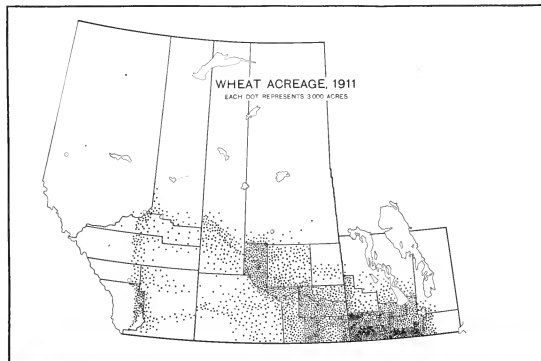 WHEAT ACREAGE, 1911
EACH DOT REPRESENTS 3000 ACRES